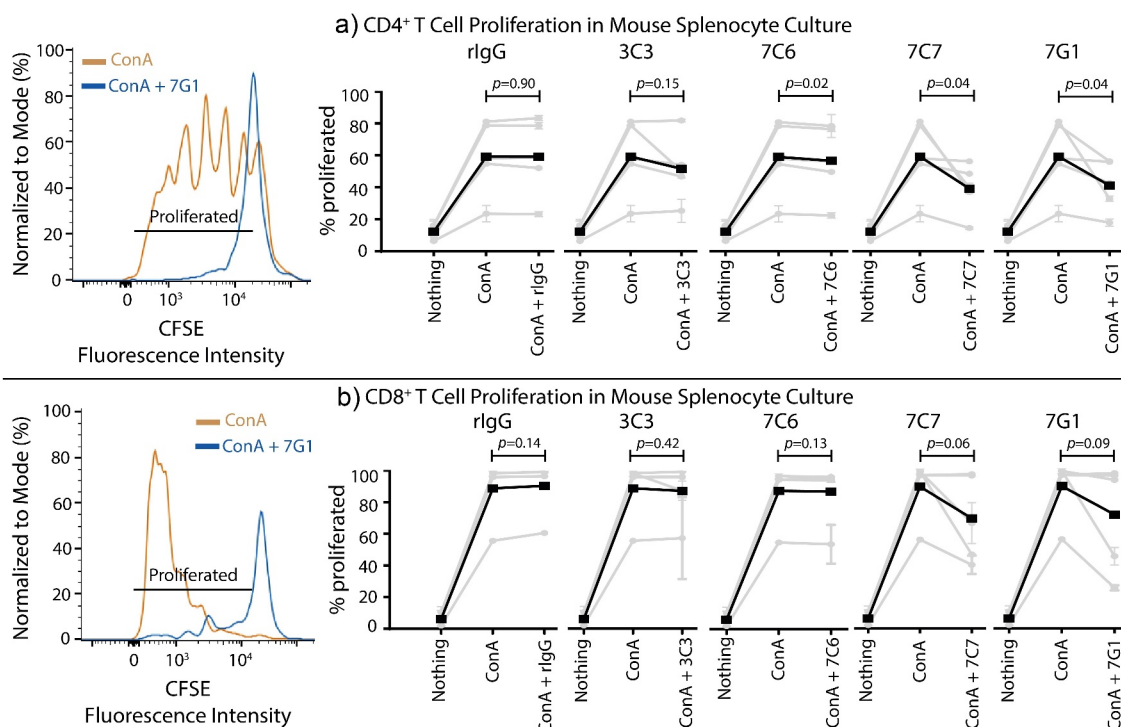 a) CD4⁺ T Cell Proliferation in Mouse Splenocyte Culture
Normalized to Mode (%)
100
80
60
40
20
0
ConA
ConA + 7G1
Proliferated
0 10³ 10⁴
CFSE
Fluorescence Intensity
rIgG 3C3 7C6 7C7 7G1
p=0.90 p=0.15 p=0.02 p=0.04 p=0.04
% proliferated
100
80
60
40
20
0
Nothing ConA ConA + rIgG
Nothing ConA ConA + 3C3
Nothing ConA ConA + 7C6
Nothing ConA ConA + 7C7
Nothing ConA ConA + 7G1
b) CD8⁺ T Cell Proliferation in Mouse Splenocyte Culture
Normalized to Mode (%)
100
80
60
40
20
0
ConA
ConA + 7G1
Proliferated
0 10³ 10⁴
CFSE
Fluorescence Intensity
rIgG 3C3 7C6 7C7 7G1
p=0.14 p=0.42 p=0.13 p=0.06 p=0.09
% proliferated
100
80
60
40
20
0
Nothing ConA ConA + rIgG
Nothing ConA ConA + 3C3
Nothing ConA ConA + 7C6
Nothing ConA ConA + 7C7
Nothing ConA ConA + 7G1